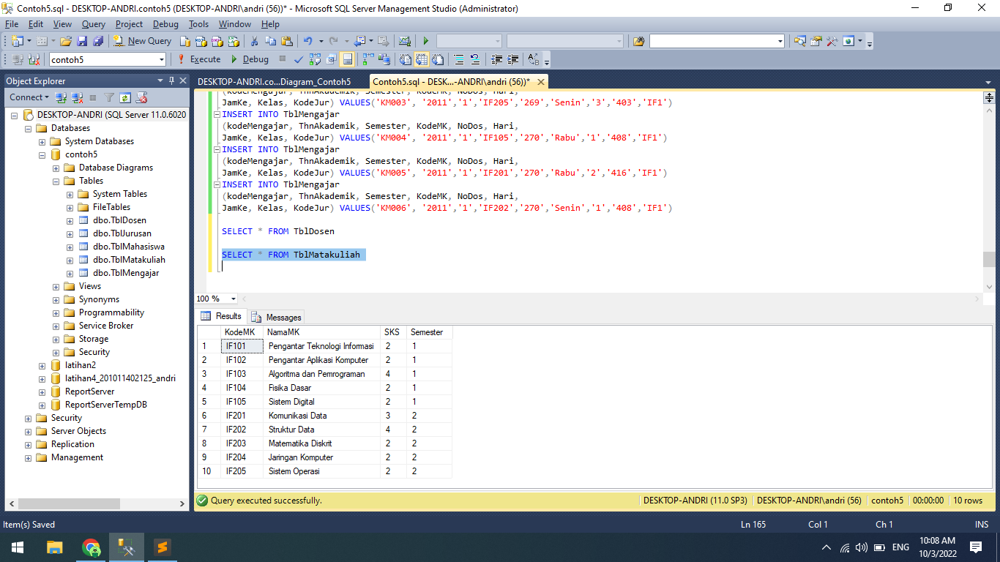 Contoh5.sql - DESKTOP-ANDRI.contoh5 (DESKTOP-ANDRI\andri (56))* - Microsoft SQL Server Management Studio (Administrator)
File Edit View Query Project Debug Tools Window Help
New Query
contoh5 Execute Debug
Object Explorer
Connect
DESKTOP-ANDRI (SQL Server 11.0.6020
Databases
System Databases
contoh5
Database Diagrams
Tables
System Tables
FileTables
dbo.TblDosen
dbo.TblJurusan
dbo.TblMahasiswa
dbo.TblMatakuliah
dbo.TblMengajar
Views
Synonyms
Programmability
Service Broker
Storage
Security
latihan2
latihan4_201011402125_andri
ReportServer
ReportServerTempDB
Security
Server Objects
Replication
Management
DESKTOP-ANDRI.co...Diagram_Contoh5 Contoh5.sql - DESK...-ANDRI\andri (56))*
(kodeMengajar, ThnAkademik, Semester, KodeMK, NoDos, Hari,
JamKe, Kelas, KodeJur) VALUES('KM003', '2011','1','IF205','269','Senin','3','403','IF1')
INSERT INTO TblMengajar
(kodeMengajar, ThnAkademik, Semester, KodeMK, NoDos, Hari,
JamKe, Kelas, KodeJur) VALUES('KM004', '2011','1','IF105','270','Rabu','1','408','IF1')
INSERT INTO TblMengajar
(kodeMengajar, ThnAkademik, Semester, KodeMK, NoDos, Hari,
JamKe, Kelas, KodeJur) VALUES('KM005', '2011','1','IF201','270','Rabu','2','416','IF1')
INSERT INTO TblMengajar
(kodeMengajar, ThnAkademik, Semester, KodeMK, NoDos, Hari,
JamKe, Kelas, KodeJur) VALUES('KM006', '2011','1','IF202','270','Senin','1','408','IF1')
SELECT * FROM TblDosen
SELECT * FROM TblMatakuliah
100 %
Results Messages
KodeMK NamaMK SKS Semester
1 IF101 Pengantar Teknologi Informasi 2 1
2 IF102 Pengantar Aplikasi Komputer 2 1
3 IF103 Algoritma dan Pemrograman 4 1
4 IF104 Fisika Dasar 2 1
5 IF105 Sistem Digital 2 1
6 IF201 Komunikasi Data 3 2
7 IF202 Struktur Data 4 2
8 IF203 Matematika Diskrit 2 2
9 IF204 Jaringan Komputer 2 2
10 IF205 Sistem Operasi 2 2
Query executed successfully. DESKTOP-ANDRI (11.0 SP3) DESKTOP-ANDRI\andri (56) contoh5 00:00:00 10 rows
Item(s) Saved Ln 165 Col 1 Ch 1 INS
ENG
10:08 AM
10/3/2022